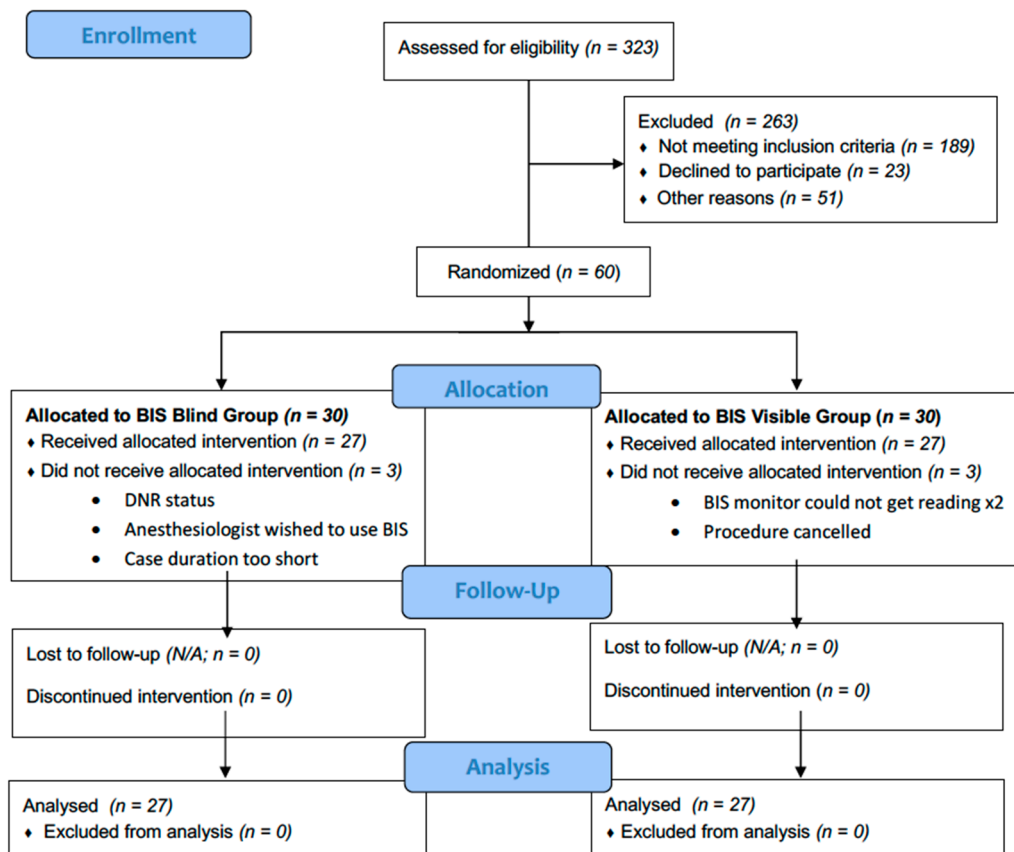 Enrollment
Assessed for eligibility (n = 323)
Excluded (n = 263)
♦ Not meeting inclusion criteria (n = 189)
♦ Declined to participate (n = 23)
♦ Other reasons (n = 51)
Randomized (n = 60)
Allocation
Allocated to BIS Blind Group (n = 30)
♦ Received allocated intervention (n = 27)
♦ Did not receive allocated intervention (n = 3)
• DNR status
• Anesthesiologist wished to use BIS
• Case duration too short
Allocated to BIS Visible Group (n = 30)
♦ Received allocated intervention (n = 27)
♦ Did not receive allocated intervention (n = 3)
• BIS monitor could not get reading x2
• Procedure cancelled
Follow-Up
Lost to follow-up (N/A; n = 0)
Discontinued intervention (n = 0)
Lost to follow-up (N/A; n = 0)
Discontinued intervention (n = 0)
Analysis
Analysed (n = 27)
♦ Excluded from analysis (n = 0)
Analysed (n = 27)
♦ Excluded from analysis (n = 0)